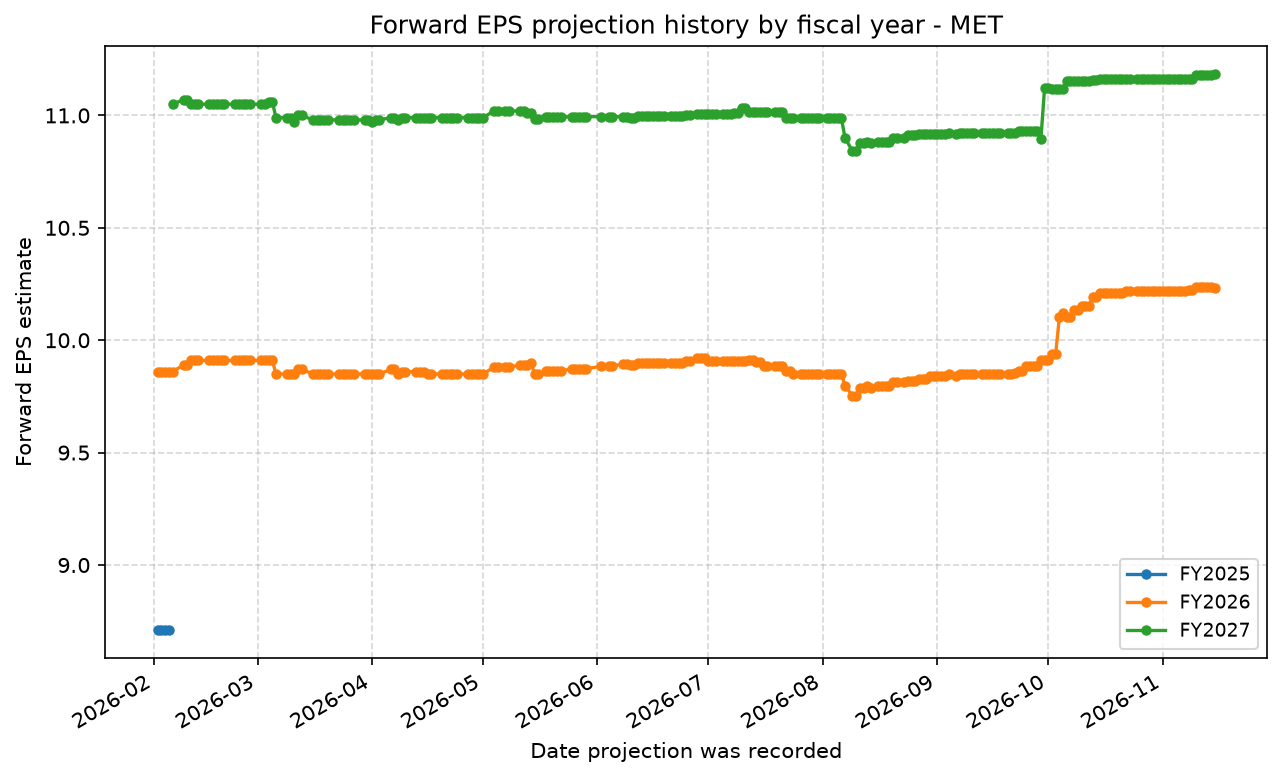 Forward EPS projection history by fiscal year - MET
Forward EPS estimate
11.0
10.5
10.0
9.5
9.0
FY2025
FY2026
FY2027
2026-02
2026-03
2026-04
2026-05
2026-06
2026-07
2026-08
2026-09
2026-10
2026-11
Date projection was recorded